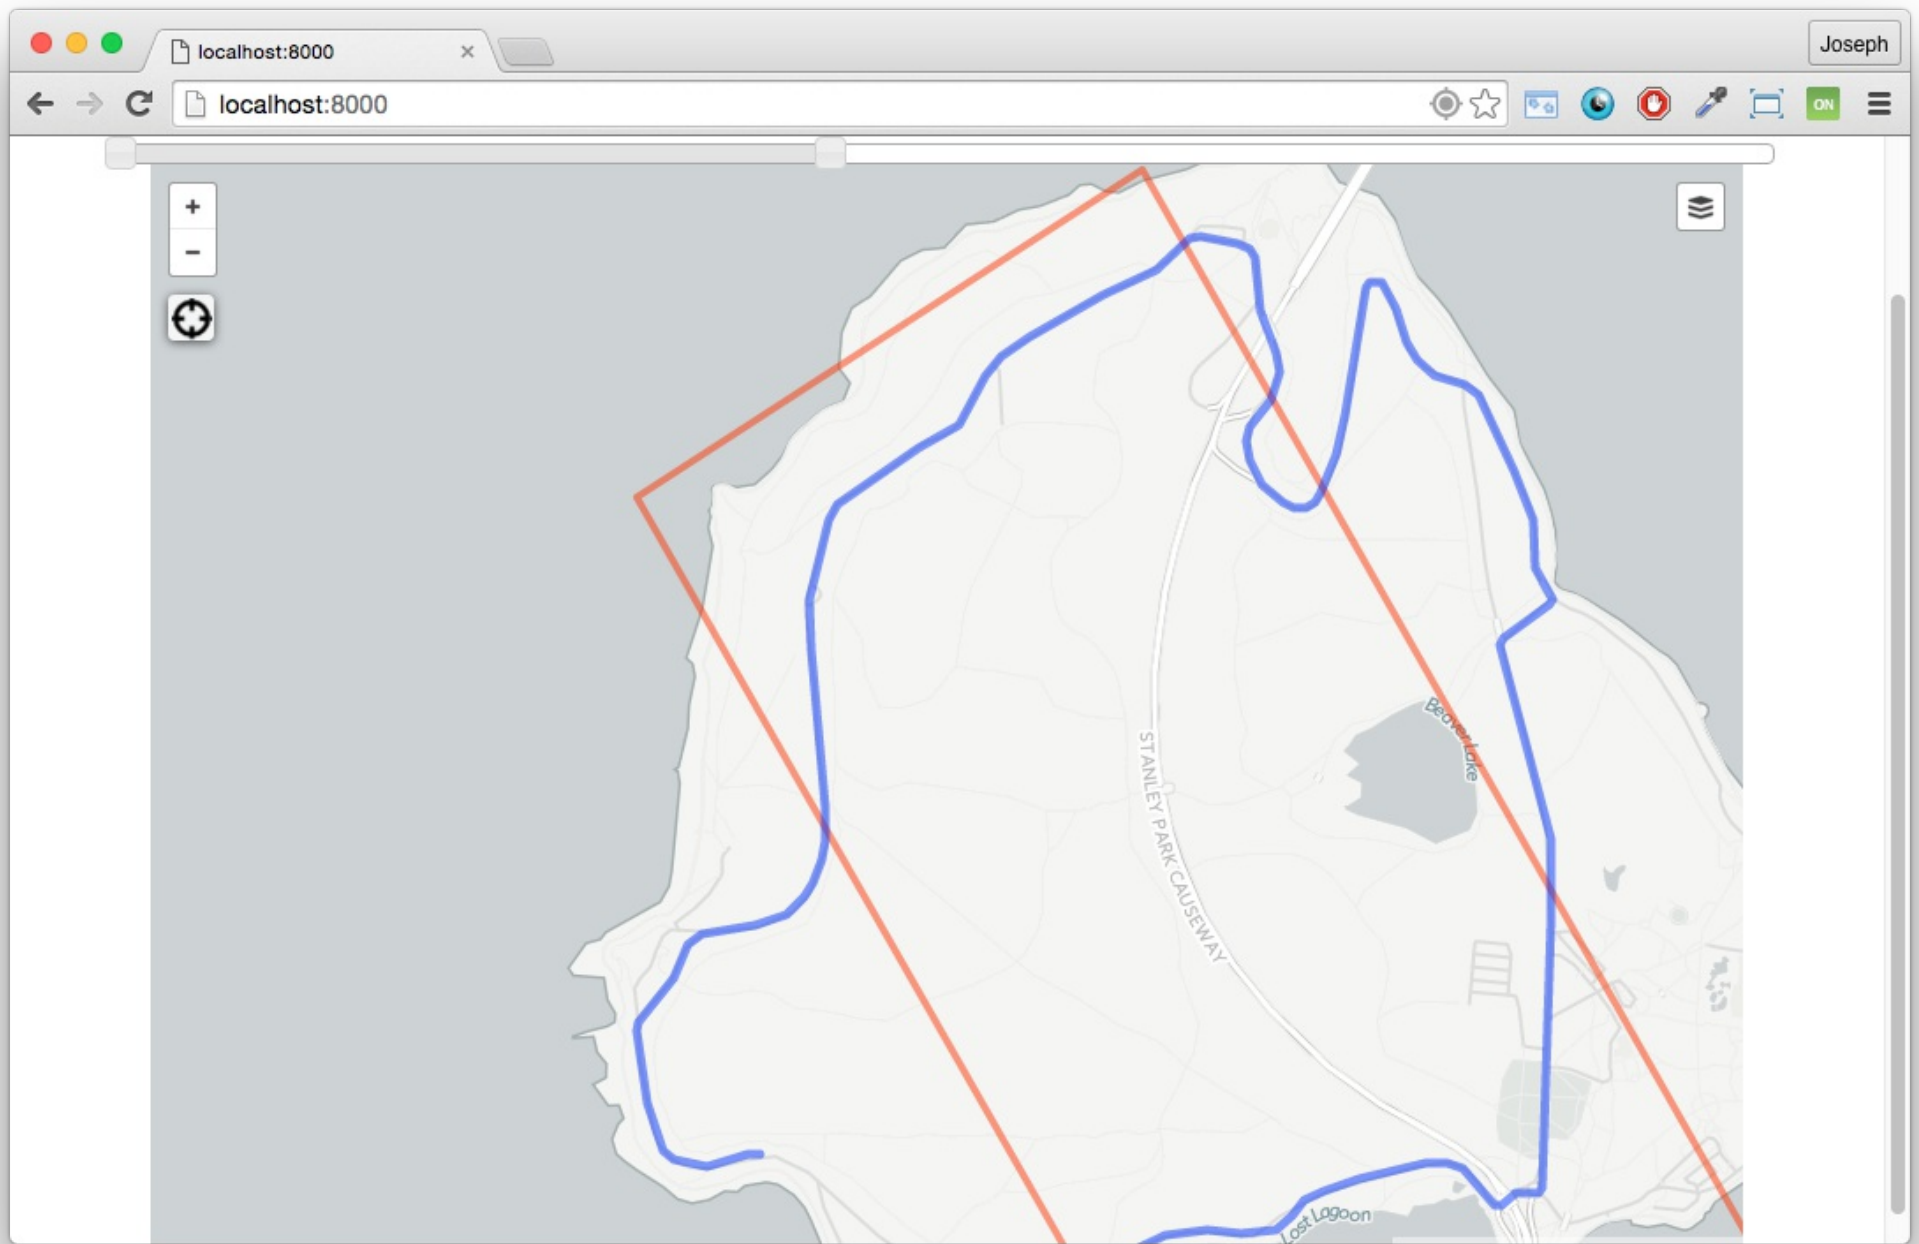 localhost:8000
Joseph
localhost:8000
ON
+
−
Beaver Lake
STANLEY PARK CAUSEWAY
Lost Lagoon